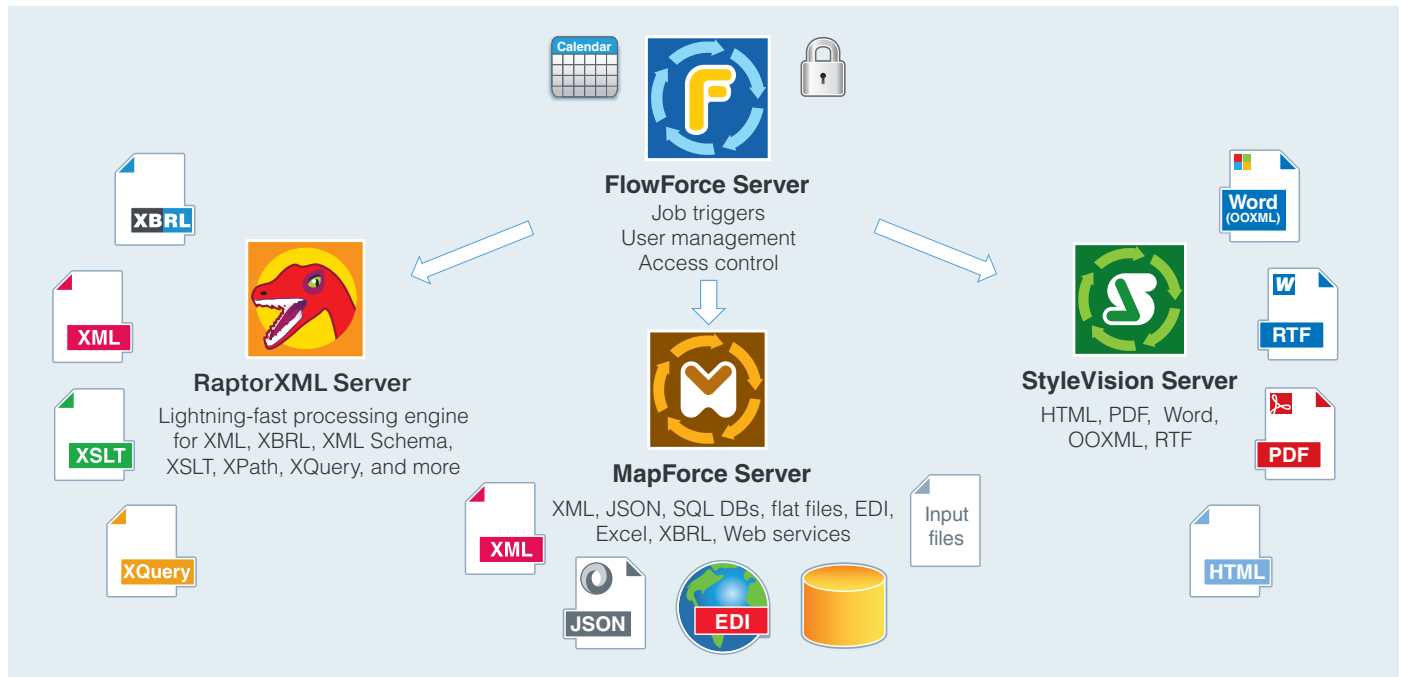 Calendar
F
FlowForce Server
Job triggers
User management
Access control
XBRL
XML
XSLT
XQuery
RaptorXML Server
Lightning-fast processing engine
for XML, XBRL, XML Schema,
XSLT, XPath, XQuery, and more
MapForce Server
XML, JSON, SQL DBs, flat files, EDI,
Excel, XBRL, Web services
XML
JSON
EDI
Input
files
S
StyleVision Server
HTML, PDF, Word,
OOXML, RTF
Word
(OOXML)
W
RTF
PDF
HTML